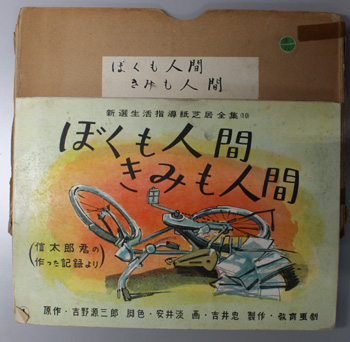 ぼくも人間
きみも人間
新選生活指導紙芝居全集
ぼくも人間
きみも人間
(信太郎君の
作った記録より)
原作・吉野源三郎 脚色・安井淡 画・吉井忠 製作・教育画劇